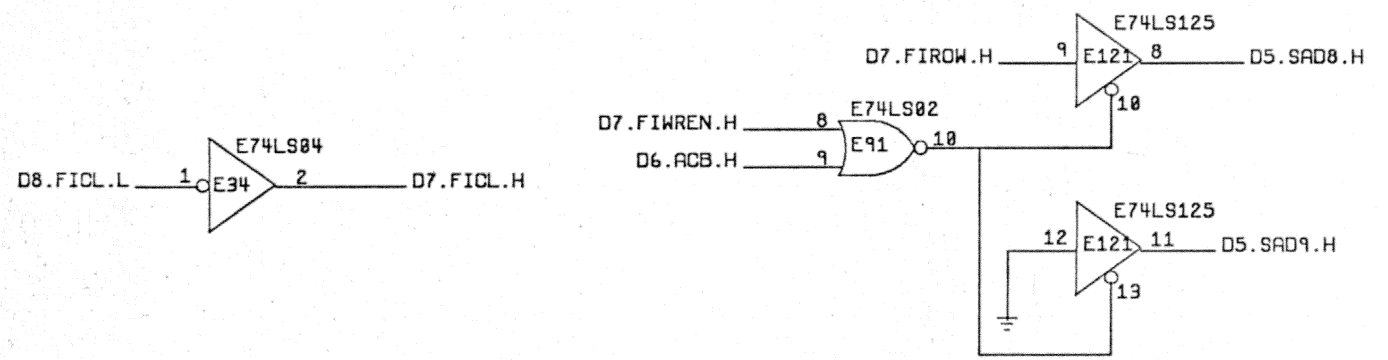 E74LS125
D7.FIROW.H 9 E121 8 D5.SAD8.H
10
E74LS02
D7.FIWREN.H 8 E91 10
D6.ACB.H 9
E74LS04
D8.FICL.L 1 E34 2 D7.FICL.H
E74LS125
12 E121 11 D5.SAD9.H
13